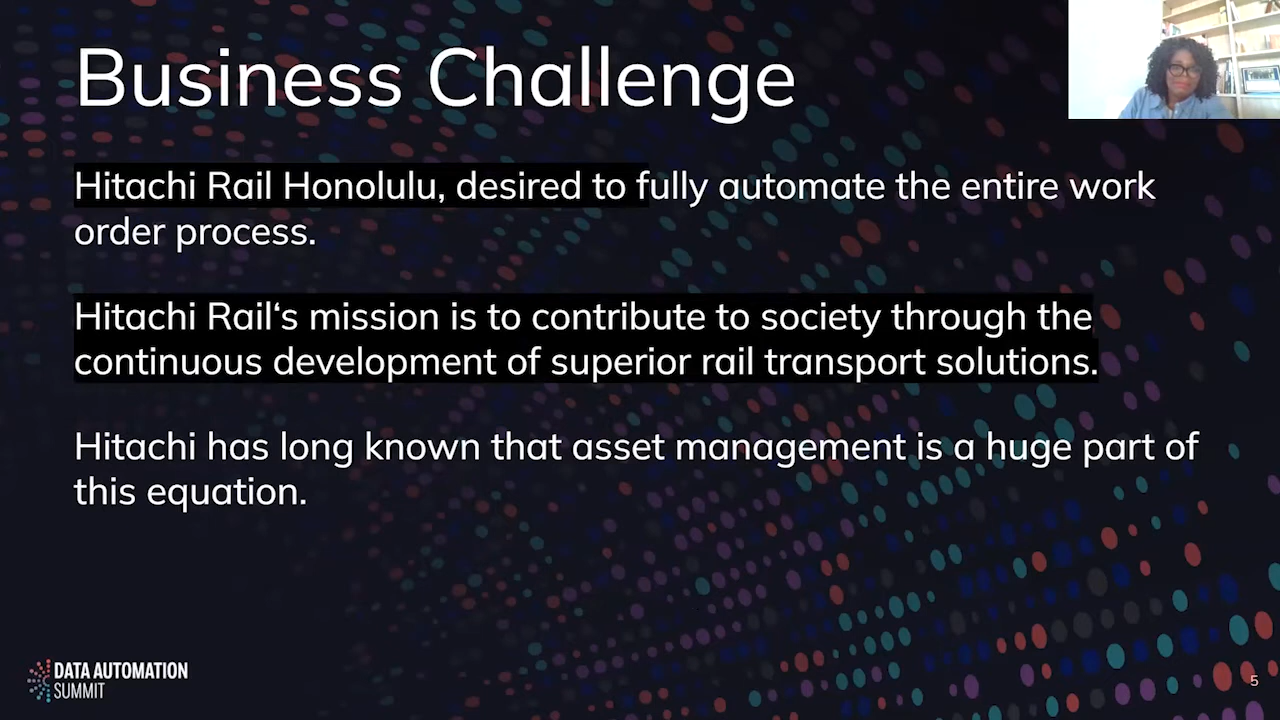 Business Challenge
Hitachi Rail Honolulu, desired to fully automate the entire work
order process.
Hitachi Rail‘s mission is to contribute to society through the
continuous development of superior rail transport solutions.
Hitachi has long known that asset management is a huge part of
this equation.
DATA AUTOMATION
SUMMIT
5